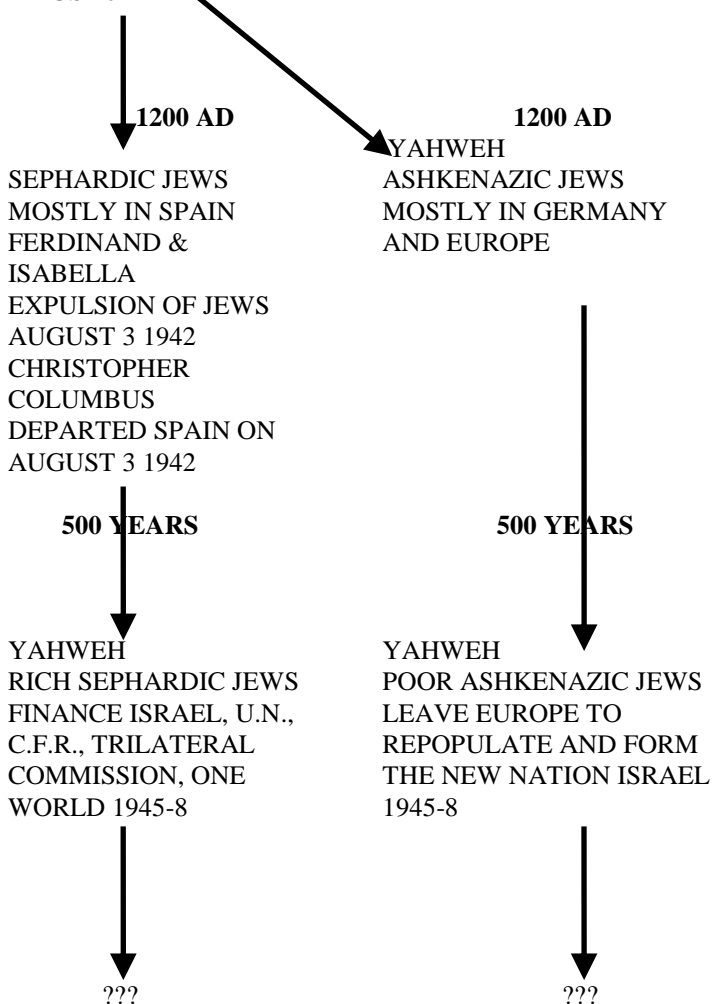 1200 AD
SEPHARDIC JEWS
MOSTLY IN SPAIN
FERDINAND &
ISABELLA
EXPULSION OF JEWS
AUGUST 3 1942
CHRISTOPHER
COLUMBUS
DEPARTED SPAIN ON
AUGUST 3 1942
1200 AD
YAHWEH
ASHKENAZIC JEWS
MOSTLY IN GERMANY
AND EUROPE
500 YEARS
500 YEARS
YAHWEH
RICH SEPHARDIC JEWS
FINANCE ISRAEL, U.N.,
C.F.R., TRILATERAL
COMMISSION, ONE
WORLD 1945-8
YAHWEH
POOR ASHKENAZIC JEWS
LEAVE EUROPE TO
REPOPULATE AND FORM
THE NEW NATION ISRAEL
1945-8
???
???